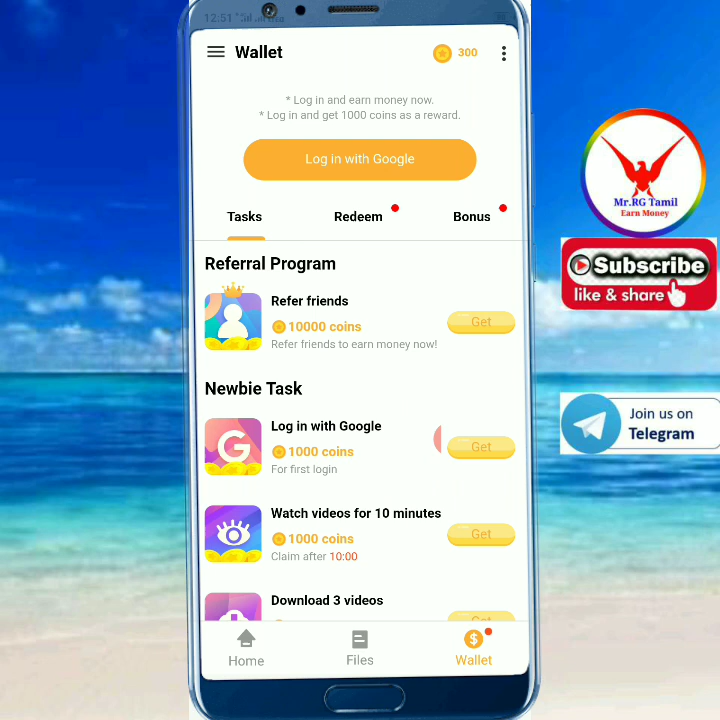 12:51
Wallet
300
* Log in and earn money now.
* Log in and get 1000 coins as a reward.
Log in with Google
Tasks
Redeem
Bonus
Referral Program
Refer friends
10000 coins
Refer friends to earn money now!
Get
Newbie Task
Log in with Google
1000 coins
For first login
Get
Watch videos for 10 minutes
1000 coins
Claim after 10:00
Get
Download 3 videos
Get
Home
Files
Wallet
Mr.RG Tamil
Earn Money
Subscribe
like & share
Join us on
Telegram